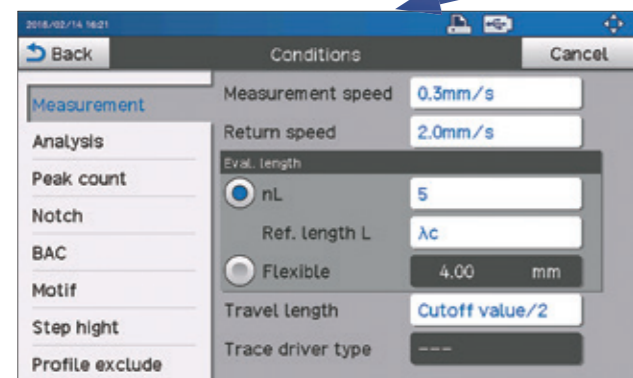 2018/02/14 16:21
Back Conditions Cancel
Measurement
Analysis
Peak count
Notch
BAC
Motif
Step hight
Profile exclude
Measurement speed 0.3mm/s
Return speed 2.0mm/s
Eval. length
nL 5
Ref. length L λc
Flexible 4.00 mm
Travel length Cutoff value/2
Trace driver type ---